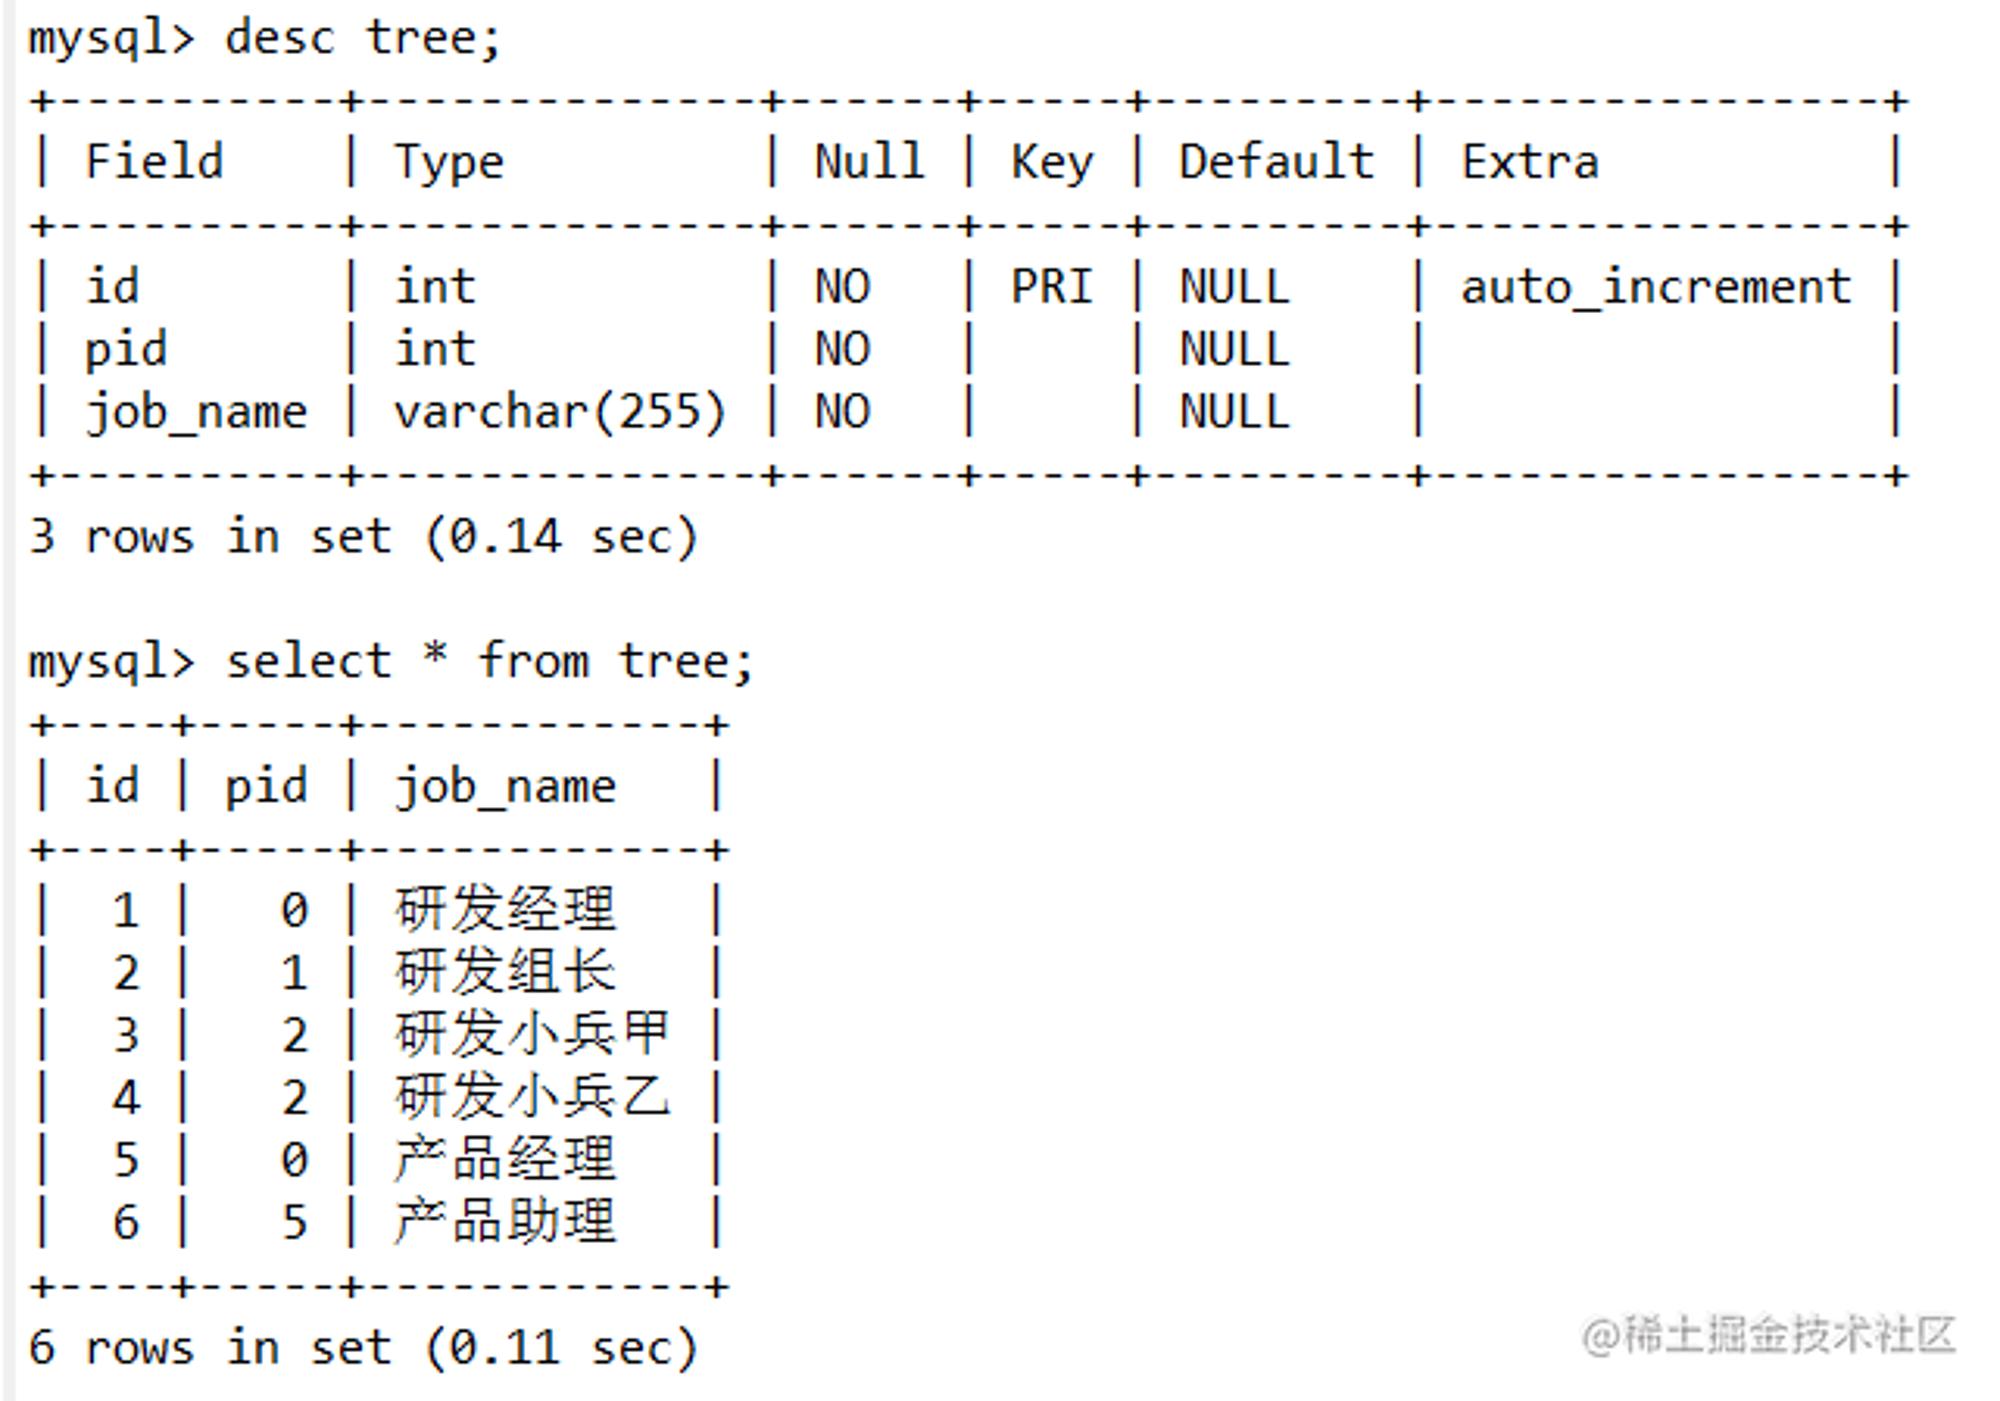 mysql> desc tree;
+----------+--------------+------+-----+---------+----------------+
| Field    | Type         | Null | Key | Default | Extra          |
+----------+--------------+------+-----+---------+----------------+
| id       | int          | NO   | PRI | NULL    | auto_increment |
| pid      | int          | NO   |     | NULL    |                |
| job_name | varchar(255) | NO   |     | NULL    |                |
+----------+--------------+------+-----+---------+----------------+
3 rows in set (0.14 sec)

mysql> select * from tree;
+----+-----+------------+
| id | pid | job_name   |
+----+-----+------------+
|  1 |   0 | 研发经理   |
|  2 |   1 | 研发组长   |
|  3 |   2 | 研发小兵甲 |
|  4 |   2 | 研发小兵乙 |
|  5 |   0 | 产品经理   |
|  6 |   5 | 产品助理   |
+----+-----+------------+
6 rows in set (0.11 sec)
@稀土掘金技术社区